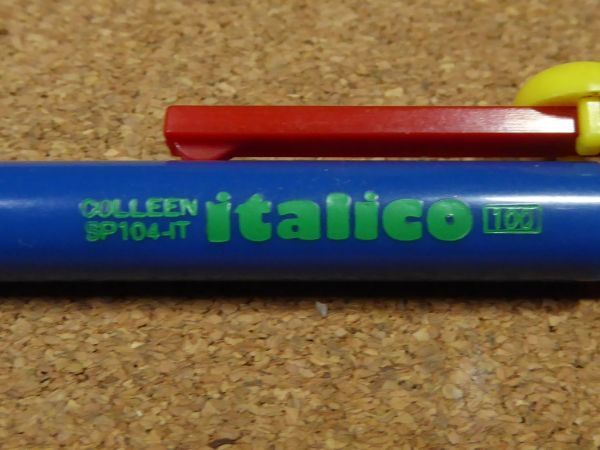 COLLEEN
SP104-IT
italico
100